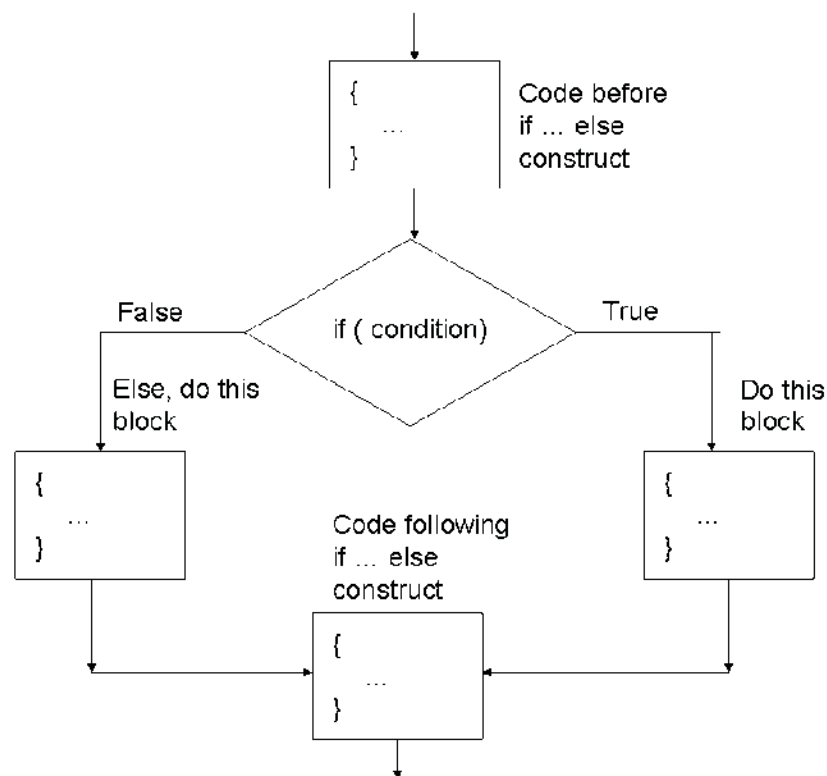 {
...
}
Code before
if ... else
construct
False
if ( condition)
True
Else, do this
block
Do this
block
{
...
}
{
...
}
Code following
if ... else
construct
{
...
}